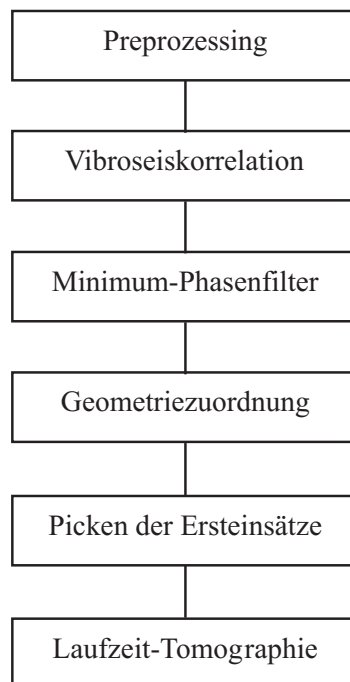 Preprozessing
Vibroseiskorrelation
Minimum-Phasenfilter
Geometriezuordnung
Picken der Ersteinsätze
Laufzeit-Tomographie